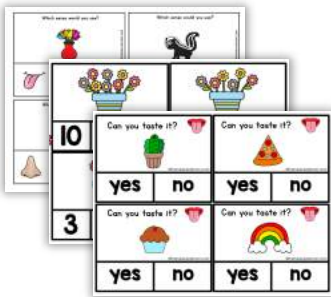 Which sense would you use?
Which sense would you use?
10
3
Can you taste it?
Can you taste it?
yes
no
yes
no
Can you taste it?
Can you taste it?
yes
no
yes
no